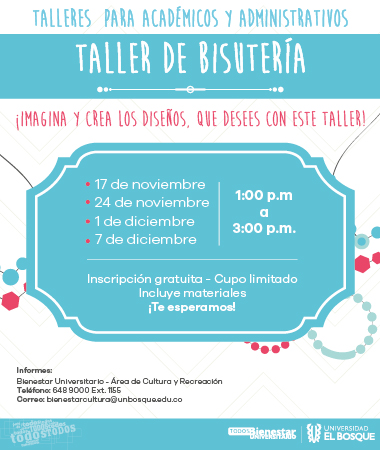 TALLERES PARA ACADÉMICOS Y ADMINISTRATIVOS
TALLER DE BISUTERÍA
¡IMAGINA Y CREA LOS DISEÑOS, QUE DESEES CON ESTE TALLER!
• 17 de noviembre
• 24 de noviembre
• 1 de diciembre
• 7 de diciembre
1:00 p.m
a
3:00 p.m.
Inscripción gratuita - Cupo limitado
Incluye materiales
¡Te esperamos!
Informes:
Bienestar Universitario - Área de Cultura y Recreación
Teléfono: 648 9000 Ext. 1155
Correo: bienestarcultura@unbosque.edu.co
TODOSTODOS
TODOSBienestar
UNIVERSITARIO
UNIVERSIDAD
EL BOSQUE